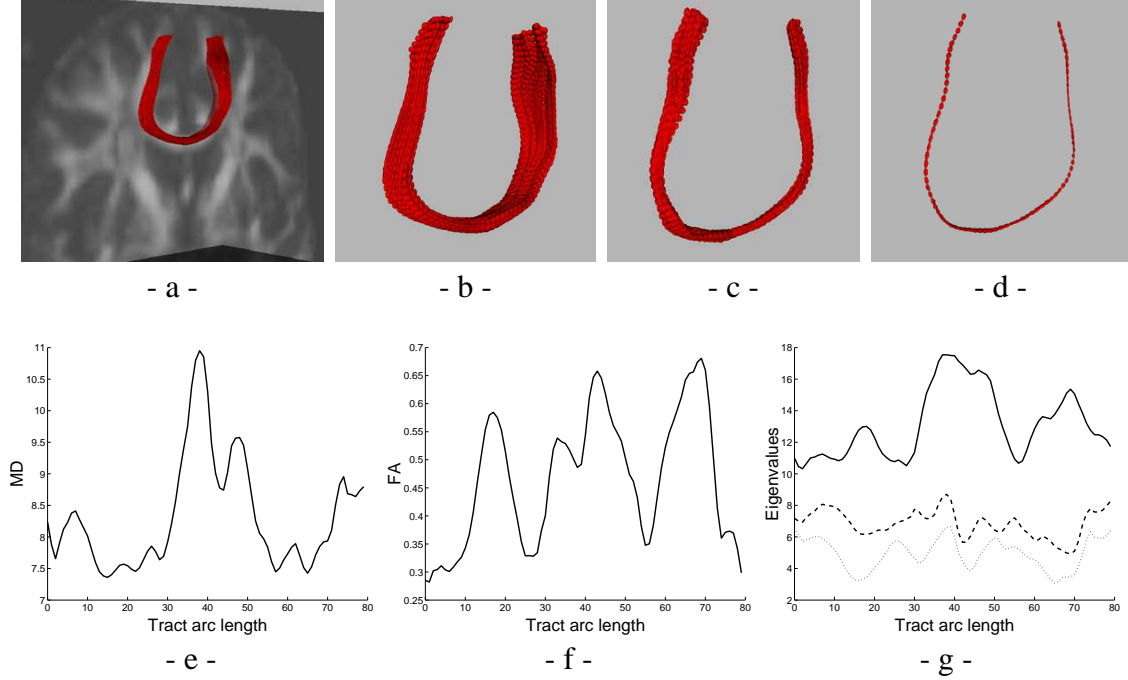 - a -
- b -
- c -
- d -
MD
11
10.5
10
9.5
9
8.5
8
7.5
7
0 10 20 30 40 50 60 70 80
Tract arc length
- e -
FA
0.7
0.65
0.6
0.55
0.5
0.45
0.4
0.35
0.3
0.25
0 10 20 30 40 50 60 70 80
Tract arc length
- f -
Eigenvalues
18
16
14
12
10
8
6
4
2
0 10 20 30 40 50 60 70 80
Tract arc length
- g -